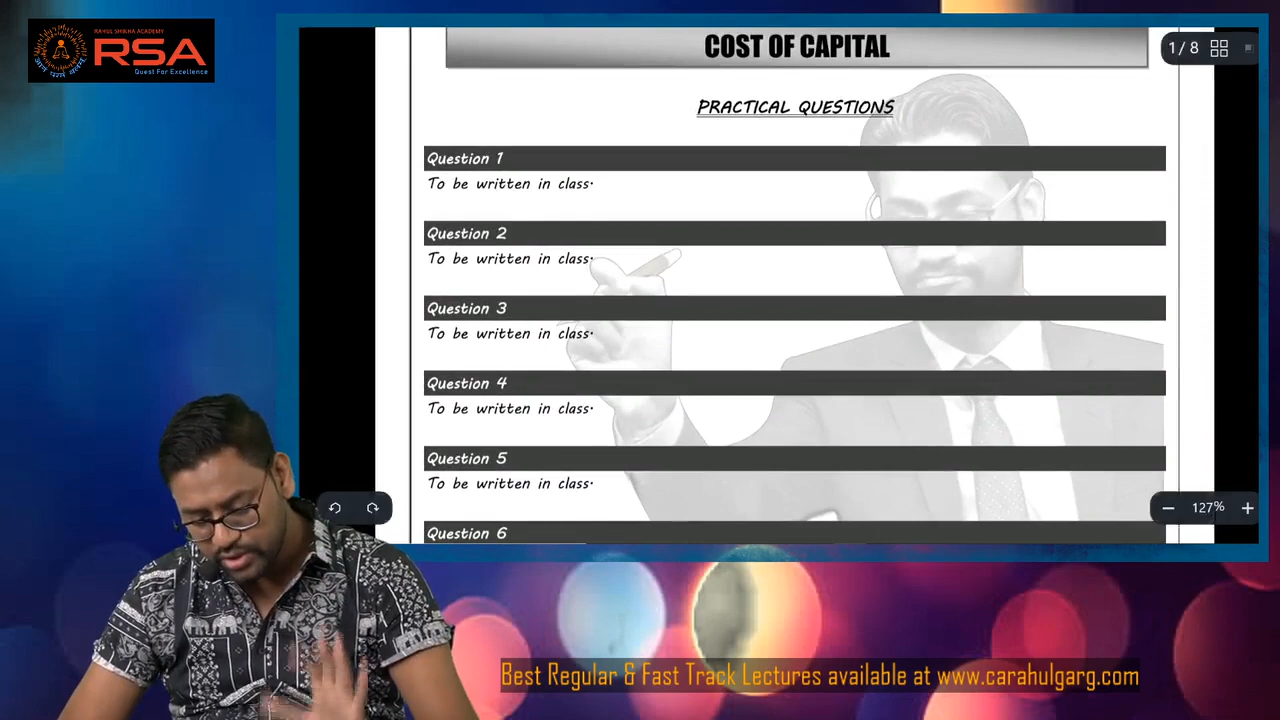 RAHUL SHIKHA ACADEMY
RSA
Quest For Excellence
COST OF CAPITAL
1 / 8
PRACTICAL QUESTIONS
Question 1
To be written in class.
Question 2
To be written in class.
Question 3
To be written in class.
Question 4
To be written in class.
Question 5
To be written in class.
Question 6
127%
Best Regular & Fast Track Lectures available at www.carahulgarg.com